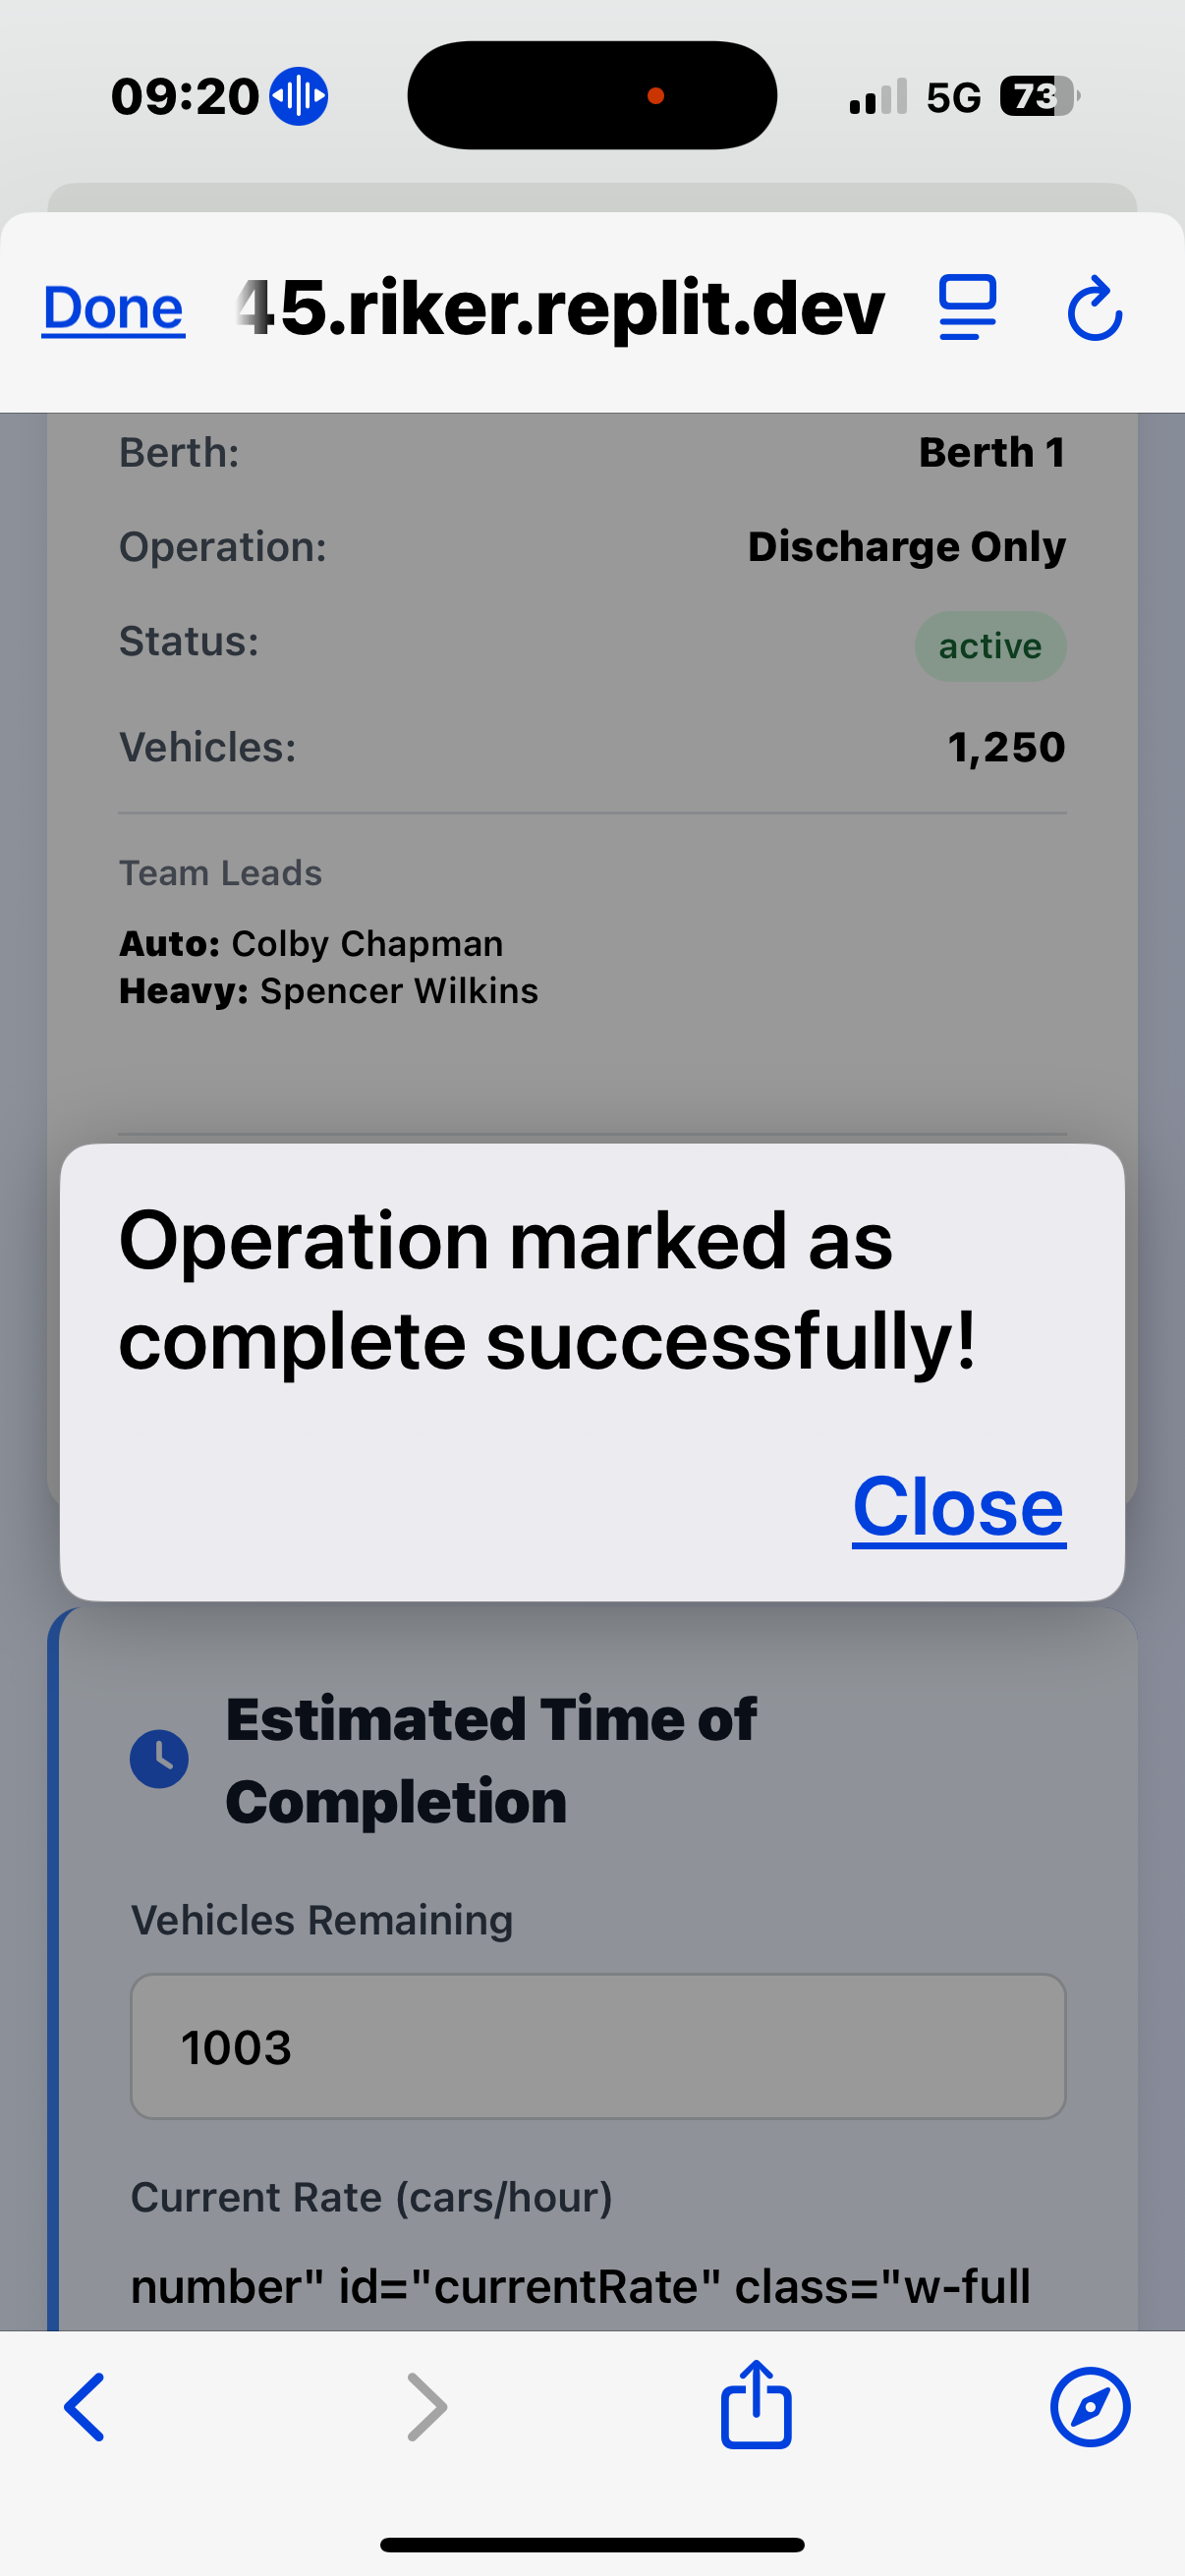 09:20
5G
73
Done
45.riker.replit.dev
Berth:
Berth 1
Operation:
Discharge Only
Status:
active
Vehicles:
1,250
Team Leads
Auto: Colby Chapman
Heavy: Spencer Wilkins
Operation marked as
complete successfully!
Close
Estimated Time of
Completion
Vehicles Remaining
1003
Current Rate (cars/hour)
number" id="currentRate" class="w-full